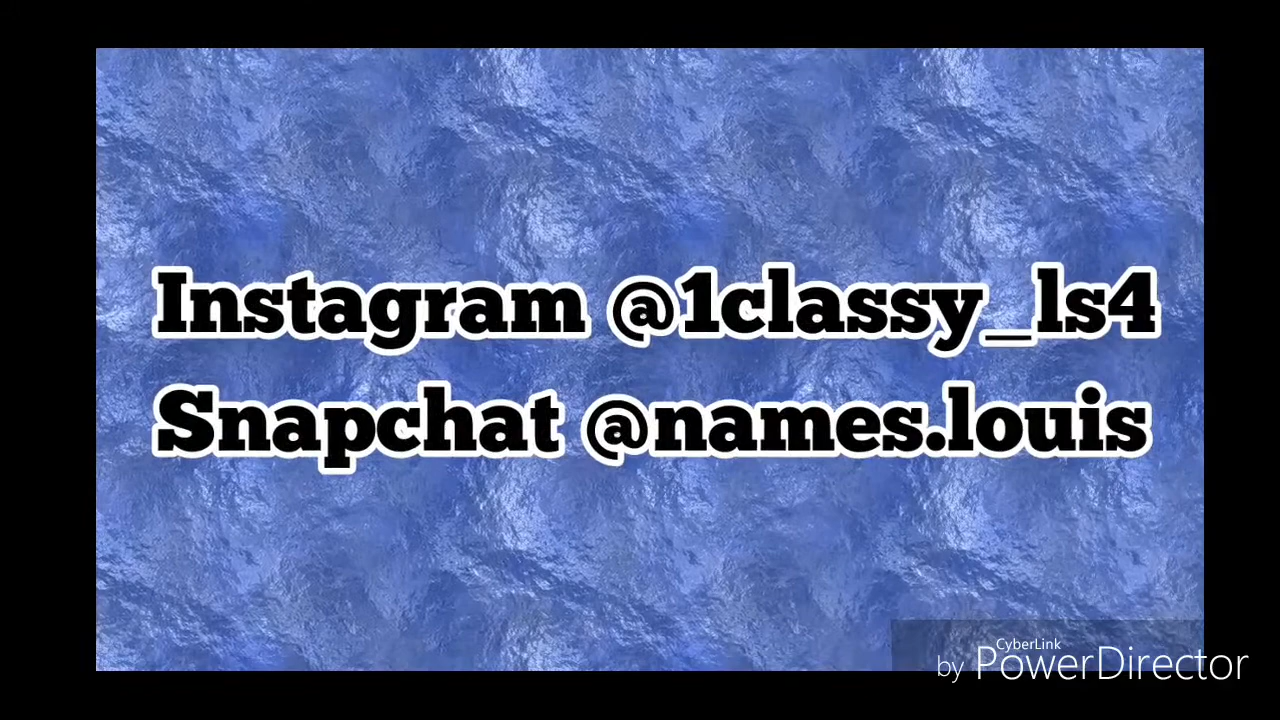 Instagram @1classy_ls4
Snapchat @names.louis
CyberLink
by PowerDirector